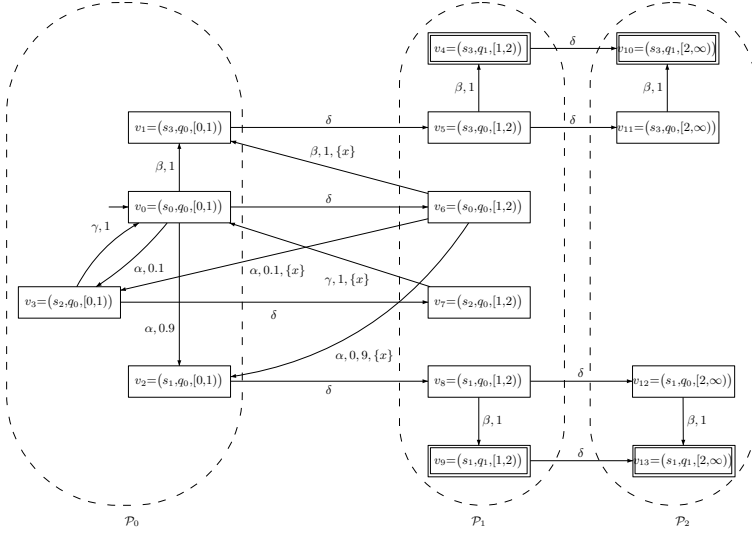 v₄=(s₃,q₁,[1,2)) δ v₁₀=(s₃,q₁,[2,∞))
β,1 β,1
v₁=(s₃,q₀,[0,1)) δ v₅=(s₃,q₀,[1,2)) δ v₁₁=(s₃,q₀,[2,∞))
β,1,{x}
β,1
v₀=(s₀,q₀,[0,1)) δ v₆=(s₀,q₀,[1,2))
γ,1
α,0.1 α,0.1,{x} γ,1,{x}
v₃=(s₂,q₀,[0,1)) δ v₇=(s₂,q₀,[1,2))
α,0.9
α,0,9,{x}
v₂=(s₁,q₀,[0,1)) δ v₈=(s₁,q₀,[1,2)) δ v₁₂=(s₁,q₀,[2,∞))
β,1 β,1
v₉=(s₁,q₁,[1,2)) δ v₁₃=(s₁,q₁,[2,∞))
𝒫₀ 𝒫₁ 𝒫₂